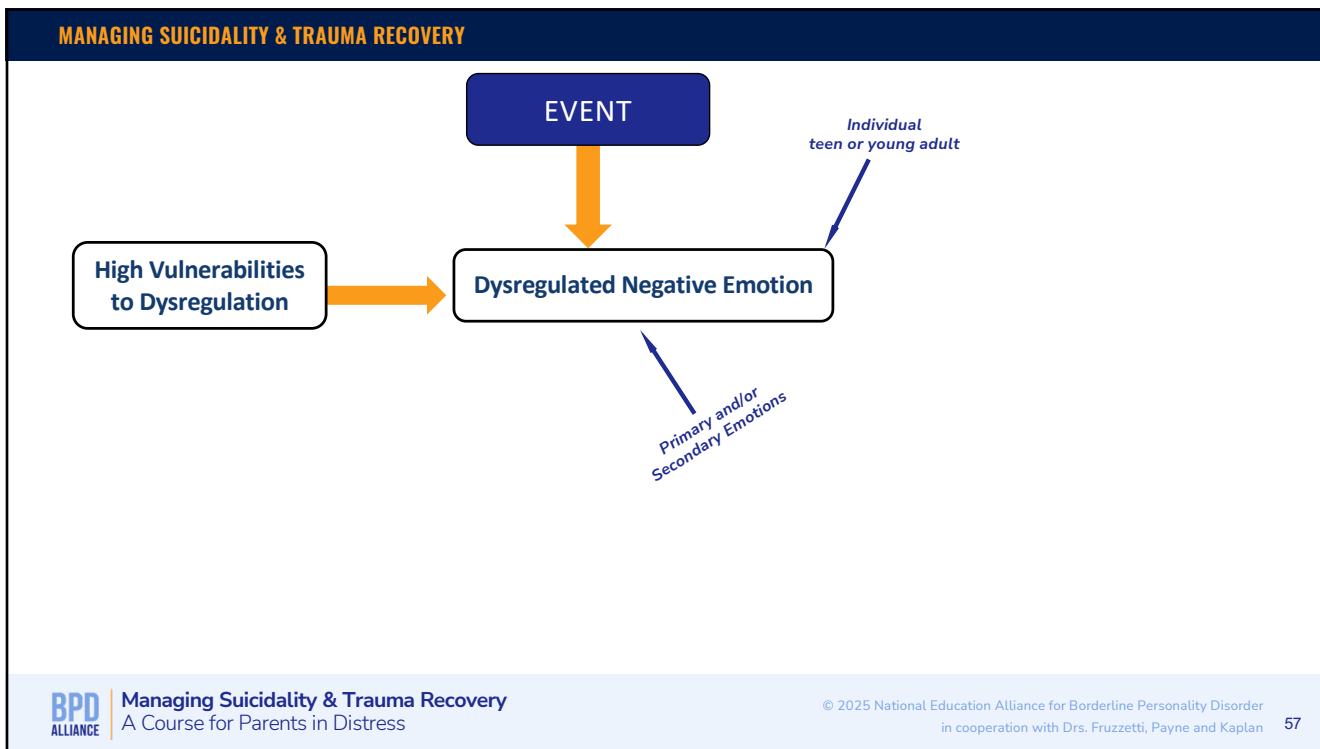 MANAGING SUICIDALITY & TRAUMA RECOVERY
EVENT
Individual
teen or young adult
High Vulnerabilities
to Dysregulation
Dysregulated Negative Emotion
Primary and/or
Secondary Emotions
BPD
ALLIANCE
Managing Suicidality & Trauma Recovery
A Course for Parents in Distress
© 2025 National Education Alliance for Borderline Personality Disorder
in cooperation with Drs. Fruzzetti, Payne and Kaplan
57